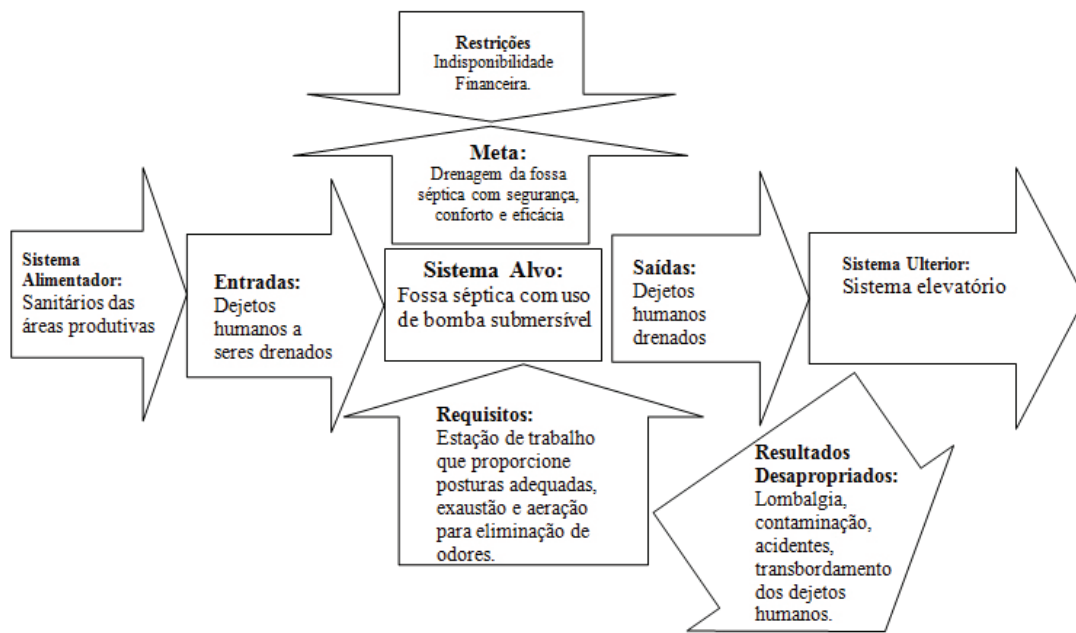 Restrições
Indisponibilidade
Financeira.
Meta:
Drenagem da fossa
séptica com segurança,
conforto e eficácia
Sistema
Alimentador:
Sanitários das
áreas produtivas
Entradas:
Dejetos
humanos a
seres drenados
Sistema Alvo:
Fossa séptica com uso
de bomba submersível
Saídas:
Dejetos
humanos
drenados
Sistema Ulterior:
Sistema elevatório
Requisitos:
Estação de trabalho
que proporcione
posturas adequadas,
exaustão e aeração
para eliminação de
odores.
Resultados
Desapropriados:
Lombalgia,
contaminação,
acidentes,
transbordamento
dos dejetos
humanos.